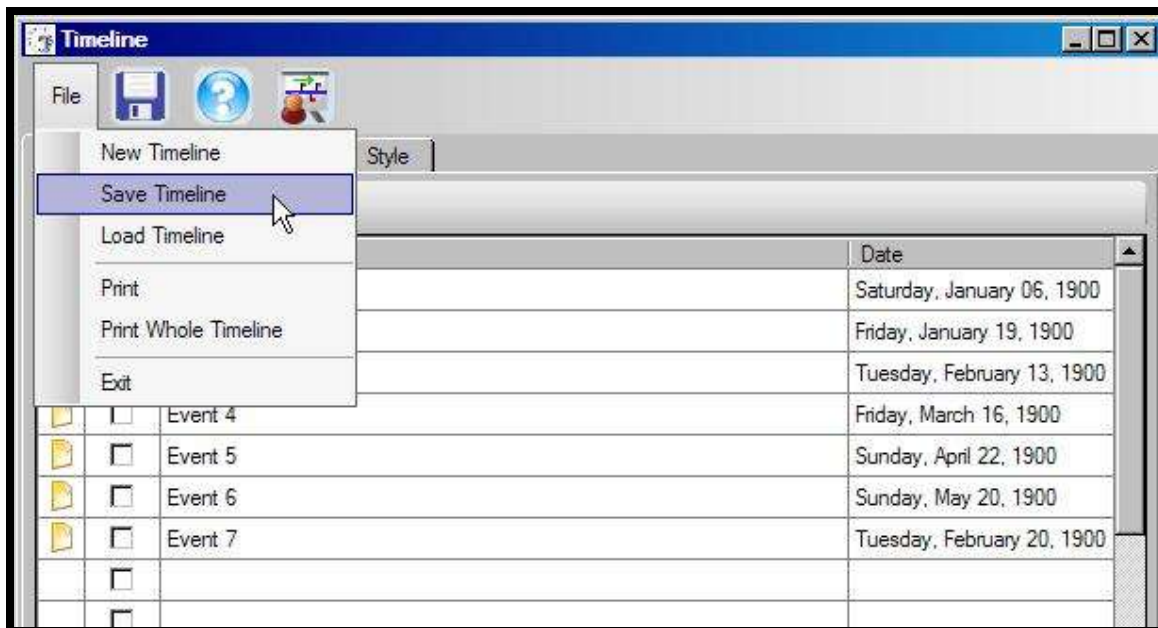 Timeline
File
New Timeline
Style
Save Timeline
Load Timeline
Date
Print
Saturday, January 06, 1900
Print Whole Timeline
Friday, January 19, 1900
Exit
Tuesday, February 13, 1900
Event 4 Friday, March 16, 1900
Event 5 Sunday, April 22, 1900
Event 6 Sunday, May 20, 1900
Event 7 Tuesday, February 20, 1900